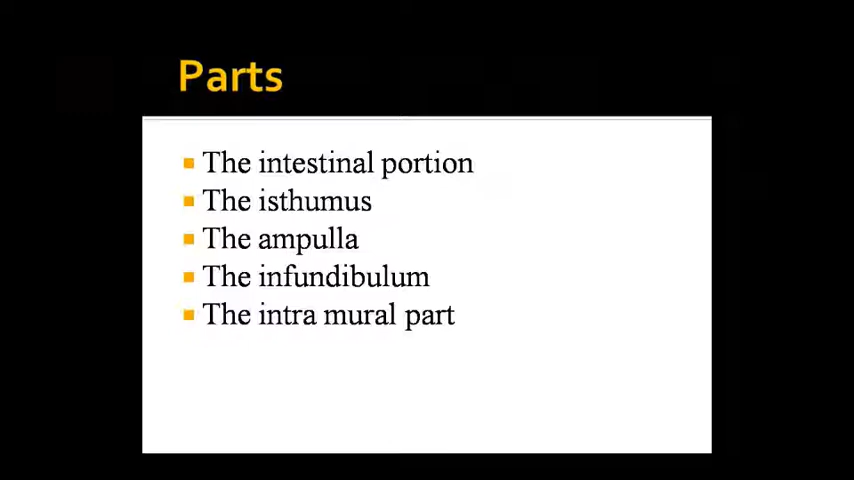 Parts
The intestinal portion
The isthumus
The ampulla
The infundibulum
The intra mural part